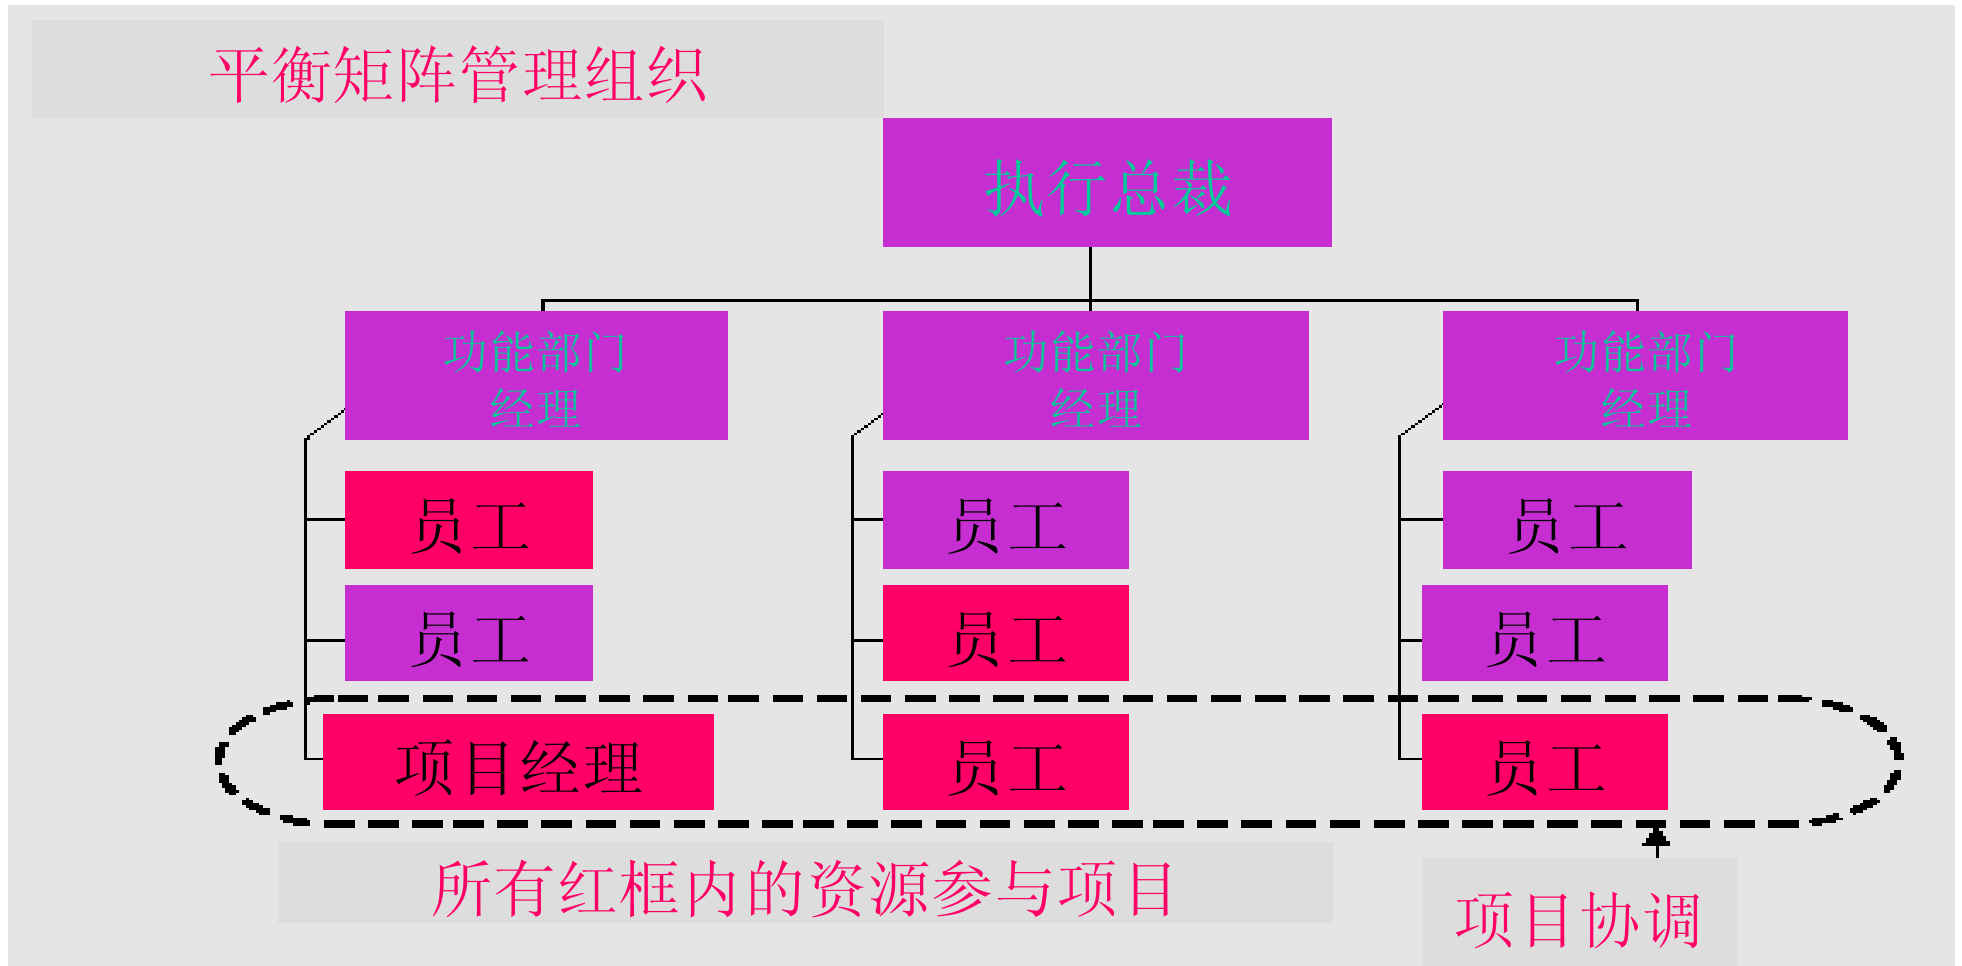 平衡矩阵管理组织
执行总裁
功能部门
经理
功能部门
经理
功能部门
经理
员工
员工
员工
员工
员工
员工
项目经理
员工
员工
所有红框内的资源参与项目
项目协调